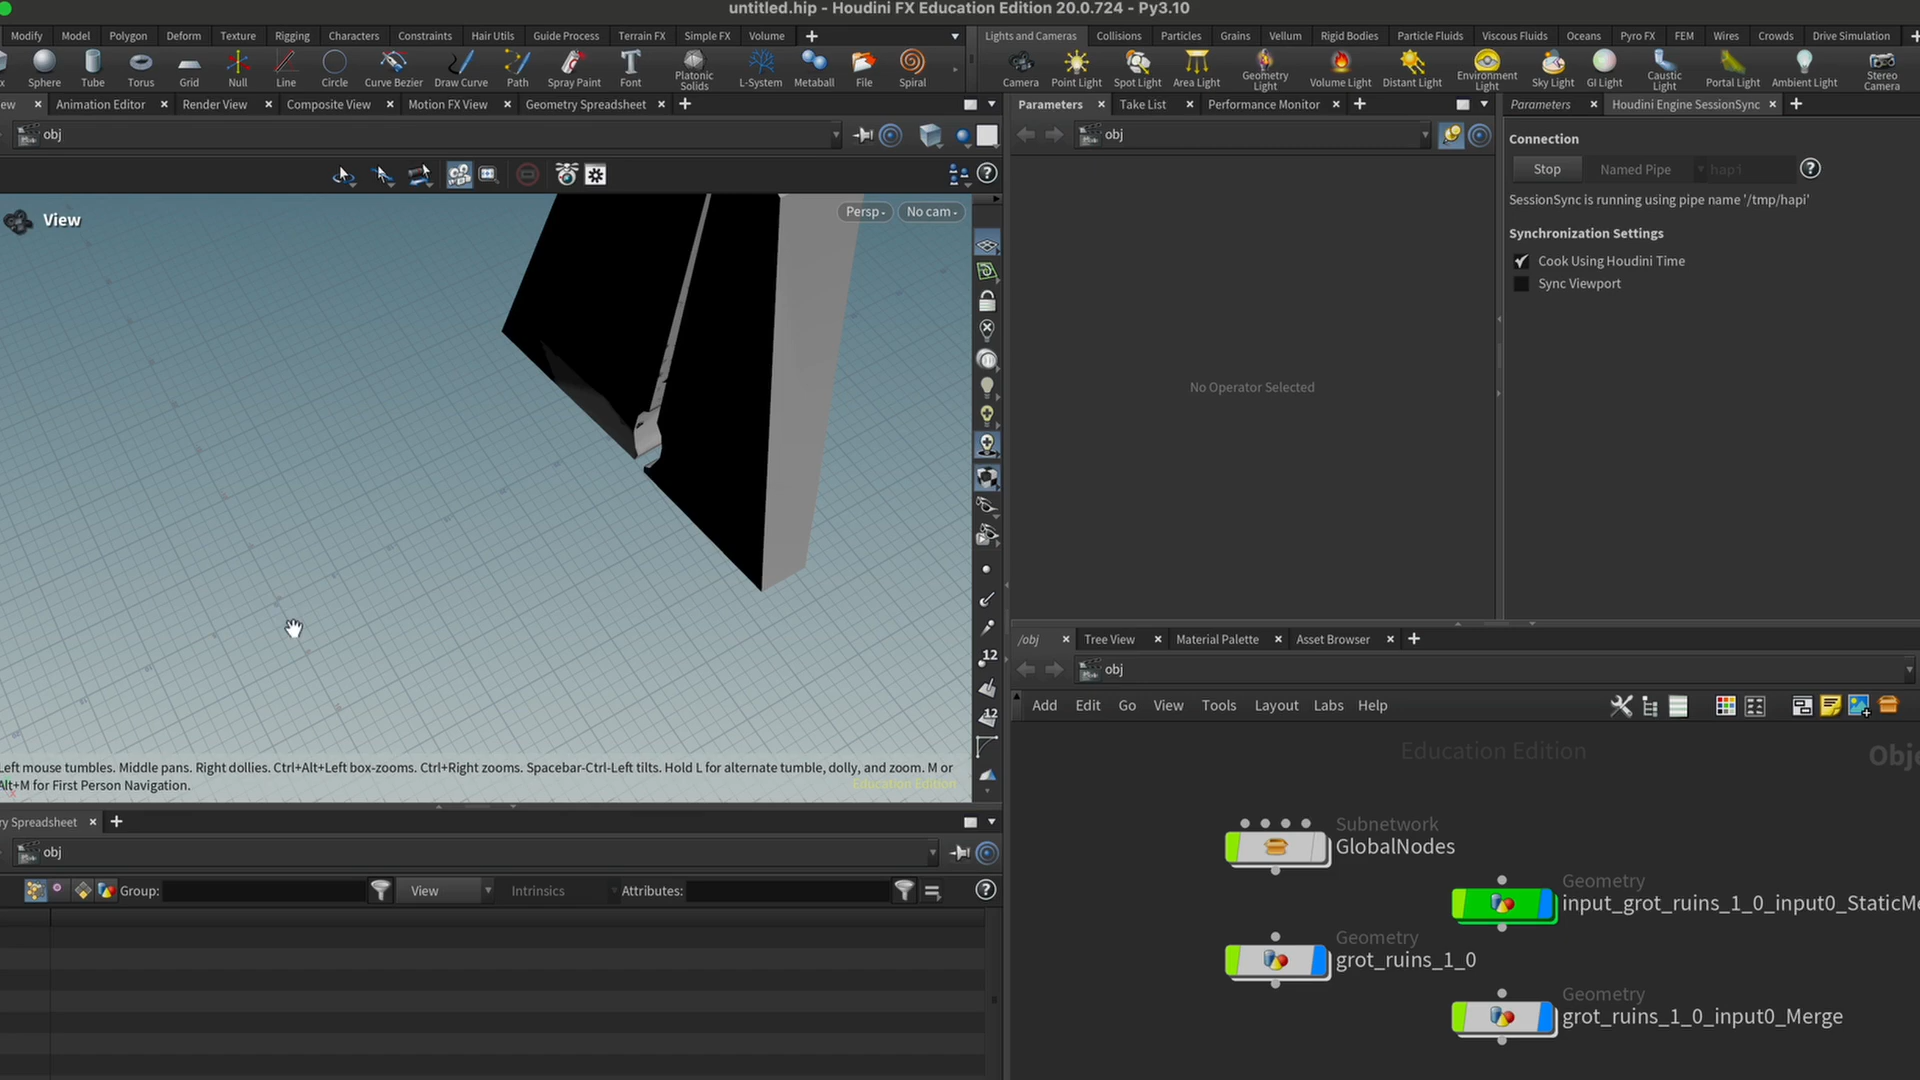 untitled.hip - Houdini FX Education Edition 20.0.724 - Py3.10
Modify Model Polygon Deform Texture Rigging Characters Constraints Hair Utils Guide Process Terrain FX Simple FX Volume
Lights and Cameras Collisions Particles Grains Vellum Rigid Bodies Particle Fluids Viscous Fluids Oceans Pyro FX FEM Wires Crowds Drive Simulation
x Sphere Tube Torus Grid Null Line Circle Curve Bezier Draw Curve Path Spray Paint Font Platonic Solids L-System Metaball File Spiral
Camera Point Light Spot Light Area Light Geometry Light Volume Light Distant Light Environment Light Sky Light GI Light Caustic Light Portal Light Ambient Light Stereo Camera
ew Animation Editor Render View Composite View Motion FX View Geometry Spreadsheet
Parameters Take List Performance Monitor
Parameters Houdini Engine SessionSync
obj
obj
Connection
Stop Named Pipe hapi
SessionSync is running using pipe name '/tmp/hapi'
Synchronization Settings
Cook Using Houdini Time
Sync Viewport
View
Persp
No cam
No Operator Selected
12
12
Left mouse tumbles. Middle pans. Right dollies. Ctrl+Alt+Left box-zooms. Ctrl+Right zooms. Spacebar-Ctrl-Left tilts. Hold L for alternate tumble, dolly, and zoom. M or
Alt+M for First Person Navigation.
Education Edition
/obj Tree View Material Palette Asset Browser
obj
Add Edit Go View Tools Layout Labs Help
Education Edition
Obje
Subnetwork
GlobalNodes
Geometry
input_grot_ruins_1_0_input0_StaticMe
Geometry
grot_ruins_1_0
Geometry
grot_ruins_1_0_input0_Merge
ry Spreadsheet
obj
Group: View Intrinsics Attributes: